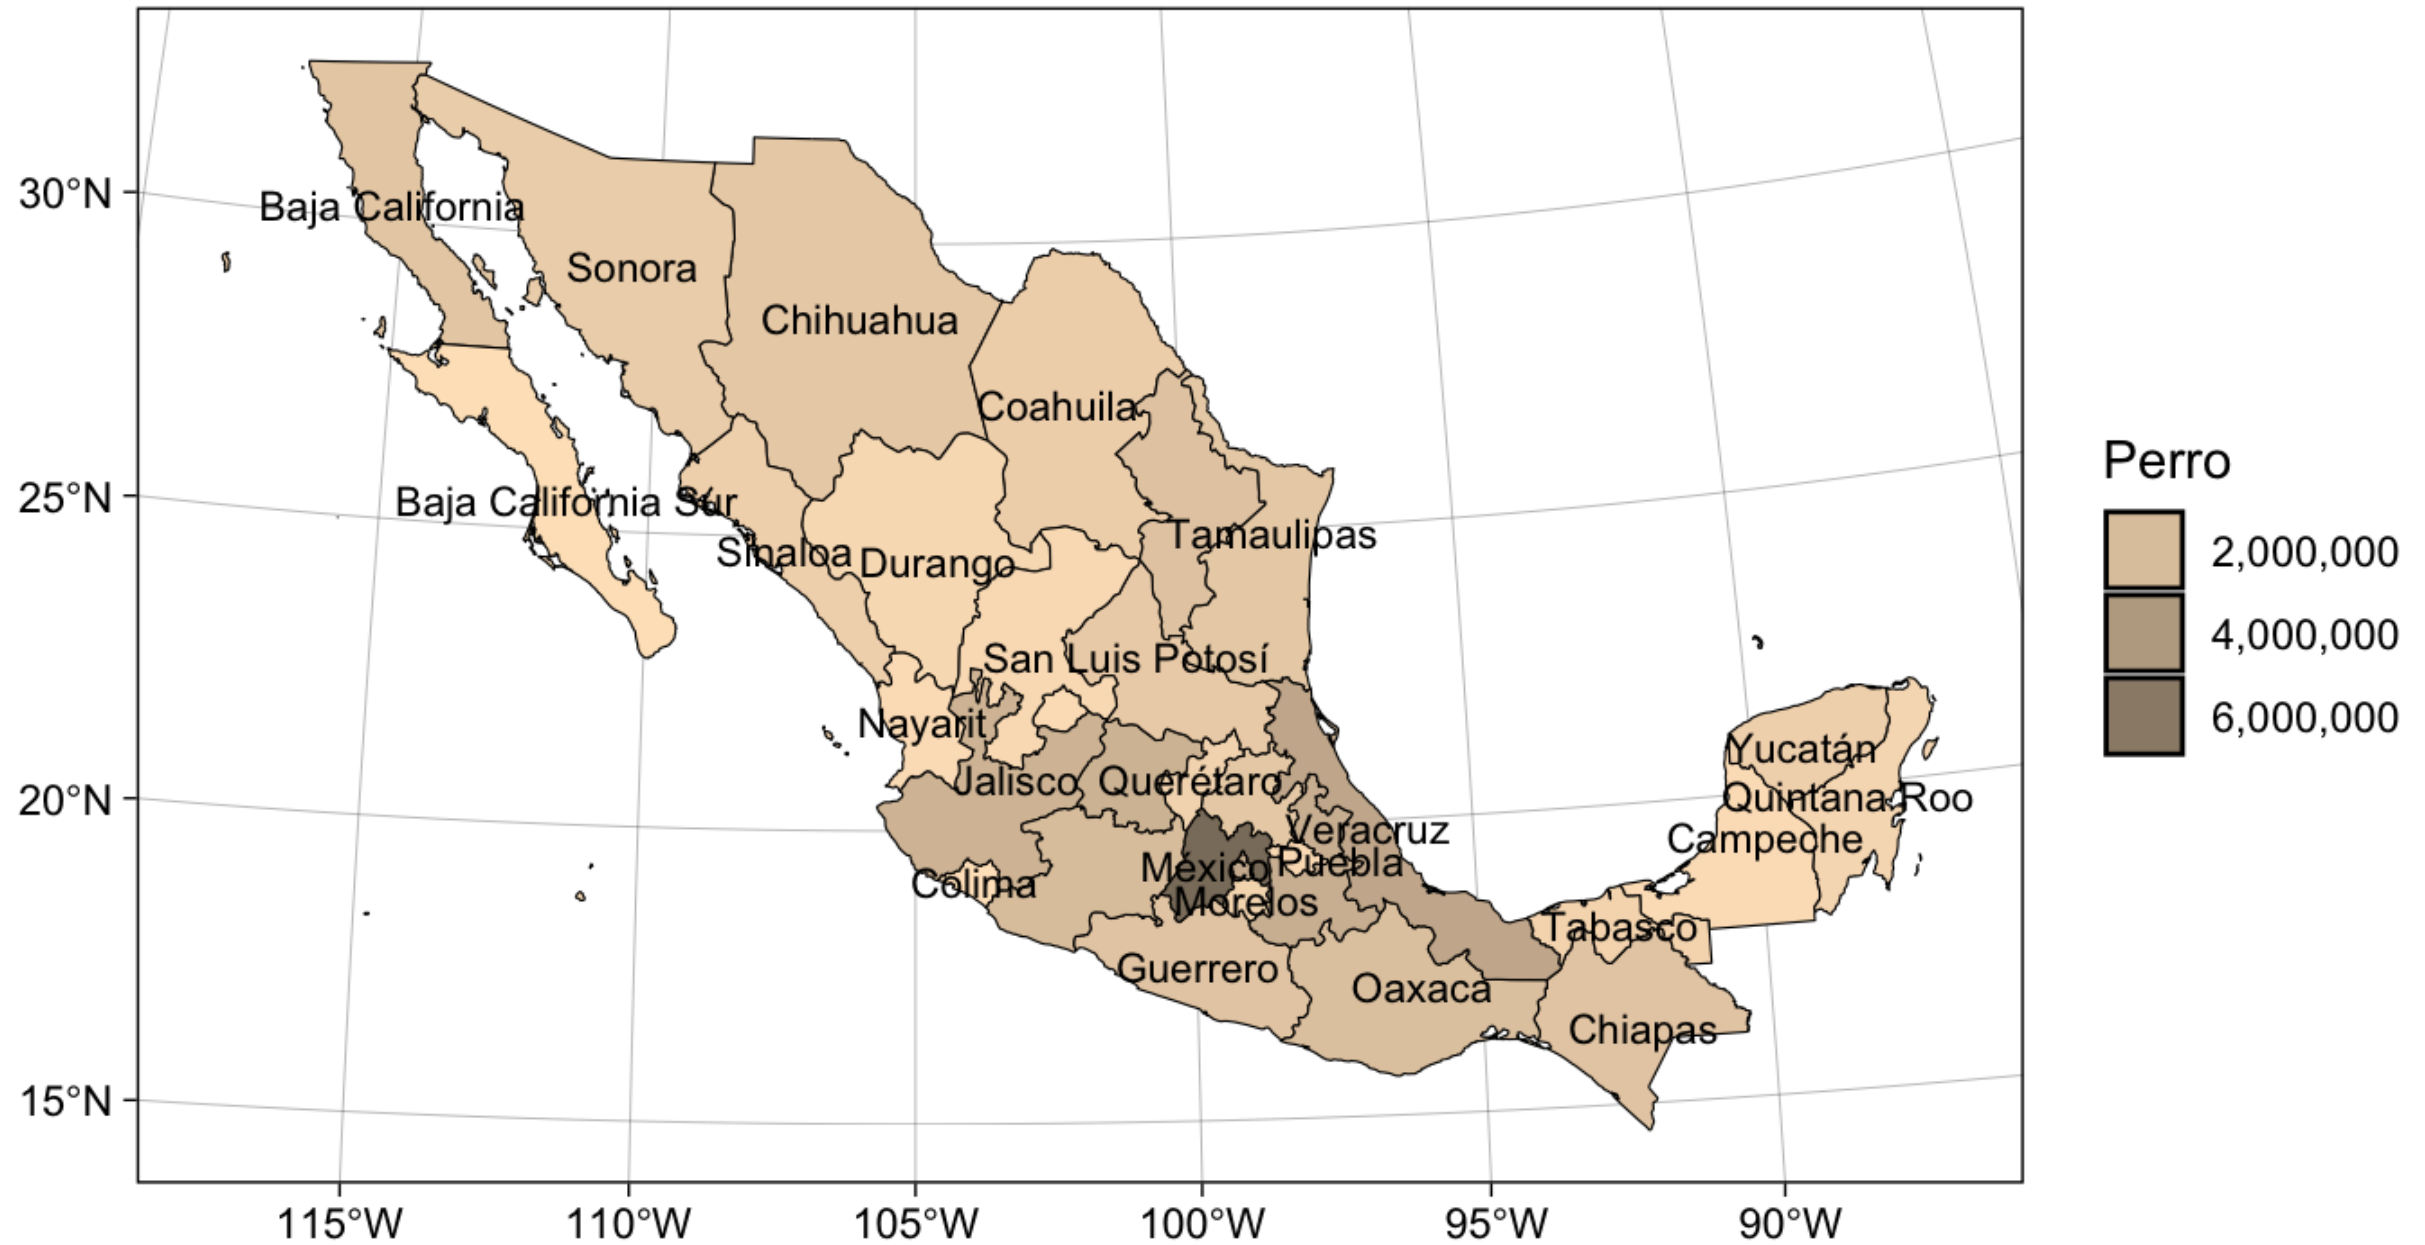 30°N
25°N
20°N
15°N
Baja California
Sonora
Chihuahua
Coahuila
Baja California Sur
Sinaloa
Durango
Tamaulipas
San Luis Potosí
Nayarit
Jalisco
Querétaro
Veracruz
México
Puebla
Colima
Morelos
Guerrero
Oaxaca
Yucatán
Quintana Roo
Campeche
Tabasco
Chiapas
115°W
110°W
105°W
100°W
95°W
90°W
Perro
2,000,000
4,000,000
6,000,000